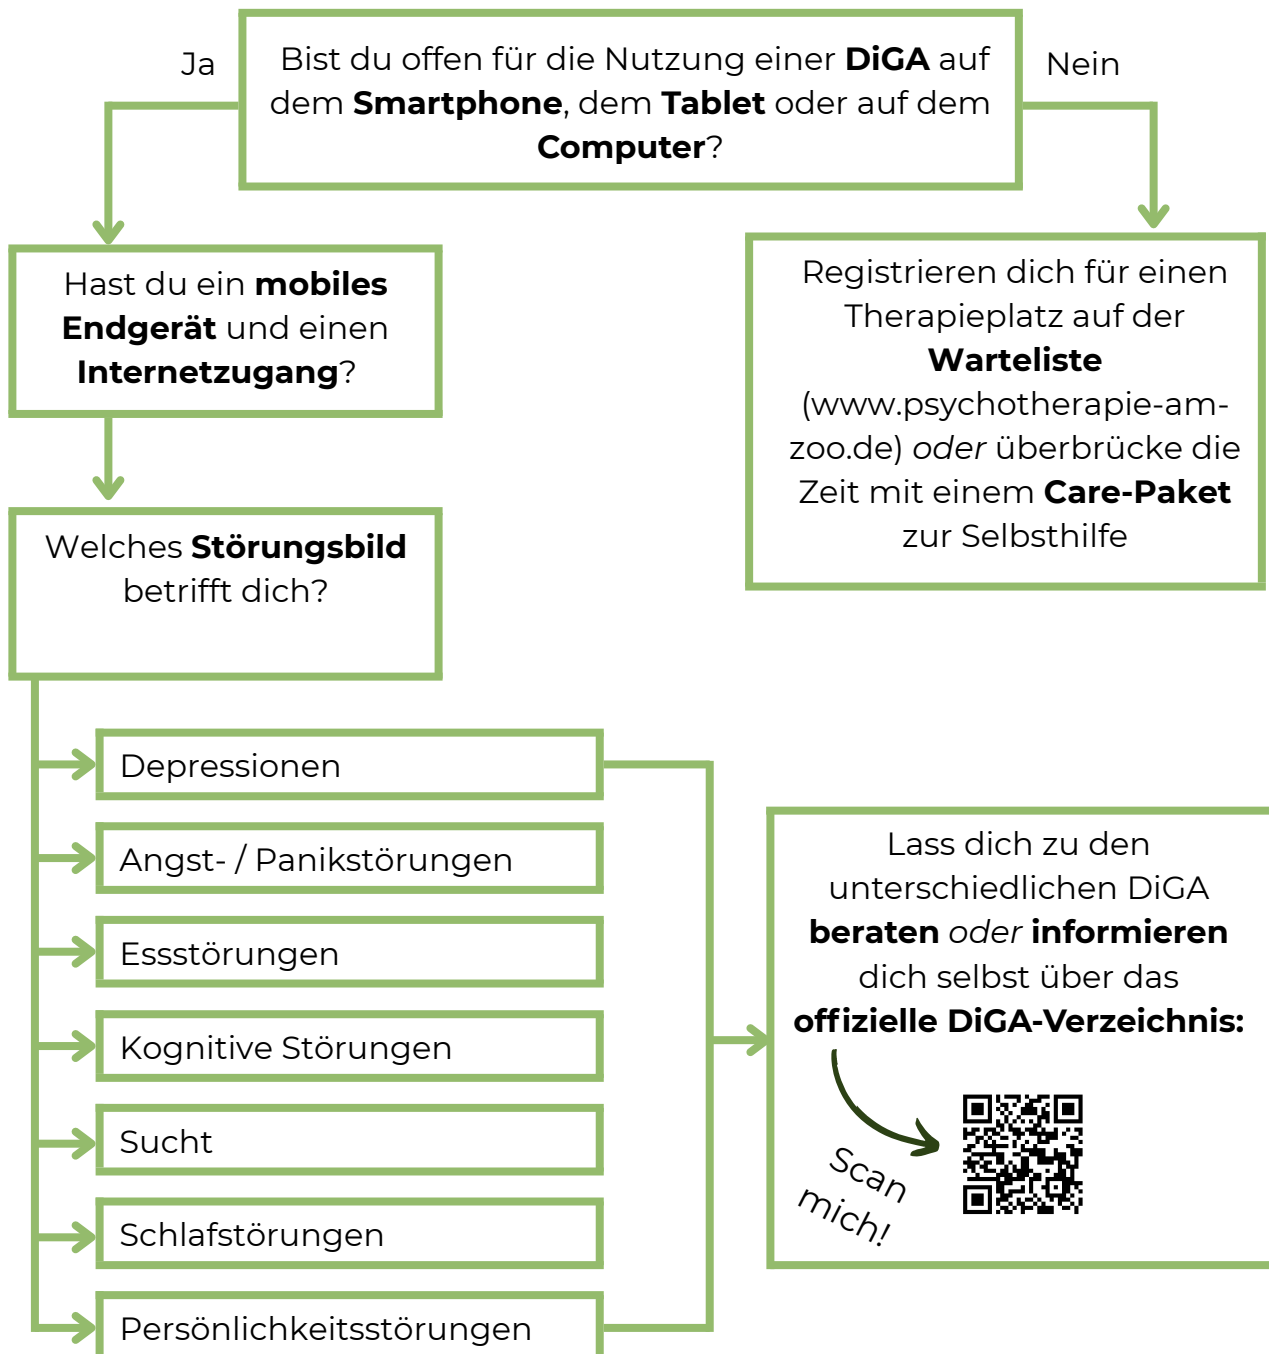 Ja
Bist du offen für die Nutzung einer DiGA auf
dem Smartphone, dem Tablet oder auf dem
Computer?
Nein
Hast du ein mobiles
Endgerät und einen
Internetzugang?
Registrieren dich für einen
Therapieplatz auf der
Warteliste
(www.psychotherapie-am-
zoo.de) oder überbrücke die
Zeit mit einem Care-Paket
zur Selbsthilfe
Welches Störungsbild
betrifft dich?
Depressionen
Angst- / Panikstörungen
Essstörungen
Kognitive Störungen
Sucht
Schlafstörungen
Persönlichkeitsstörungen
Lass dich zu den
unterschiedlichen DiGA
beraten oder informieren
dich selbst über das
offizielle DiGA-Verzeichnis:
Scan
mich!